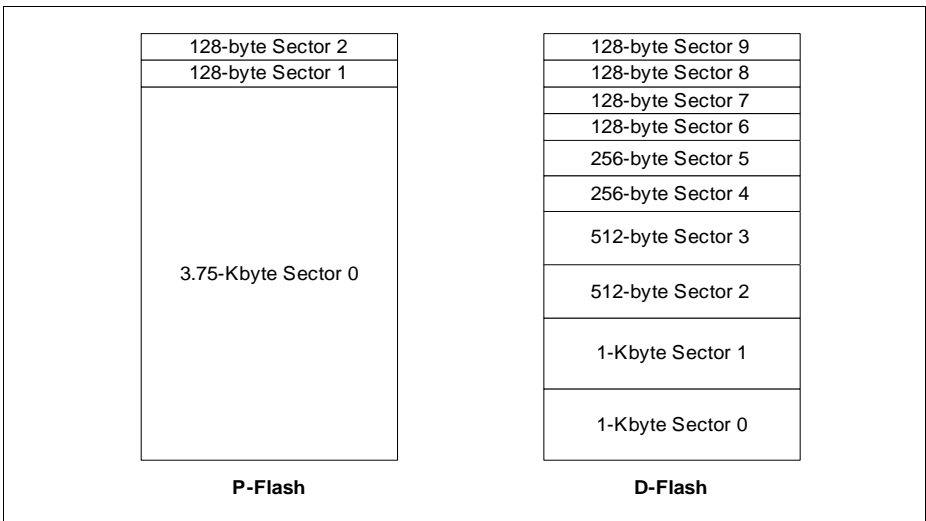 128-byte Sector 2
128-byte Sector 1
3.75-Kbyte Sector 0
P-Flash
128-byte Sector 9
128-byte Sector 8
128-byte Sector 7
128-byte Sector 6
256-byte Sector 5
256-byte Sector 4
512-byte Sector 3
512-byte Sector 2
1-Kbyte Sector 1
1-Kbyte Sector 0
D-Flash